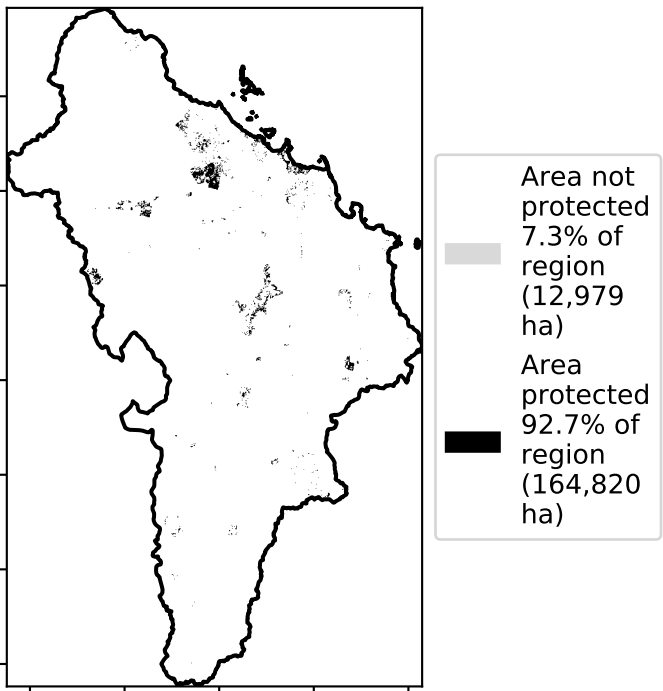 Area not
protected
7.3% of
region
(12,979
ha)
Area
protected
92.7% of
region
(164,820
ha)